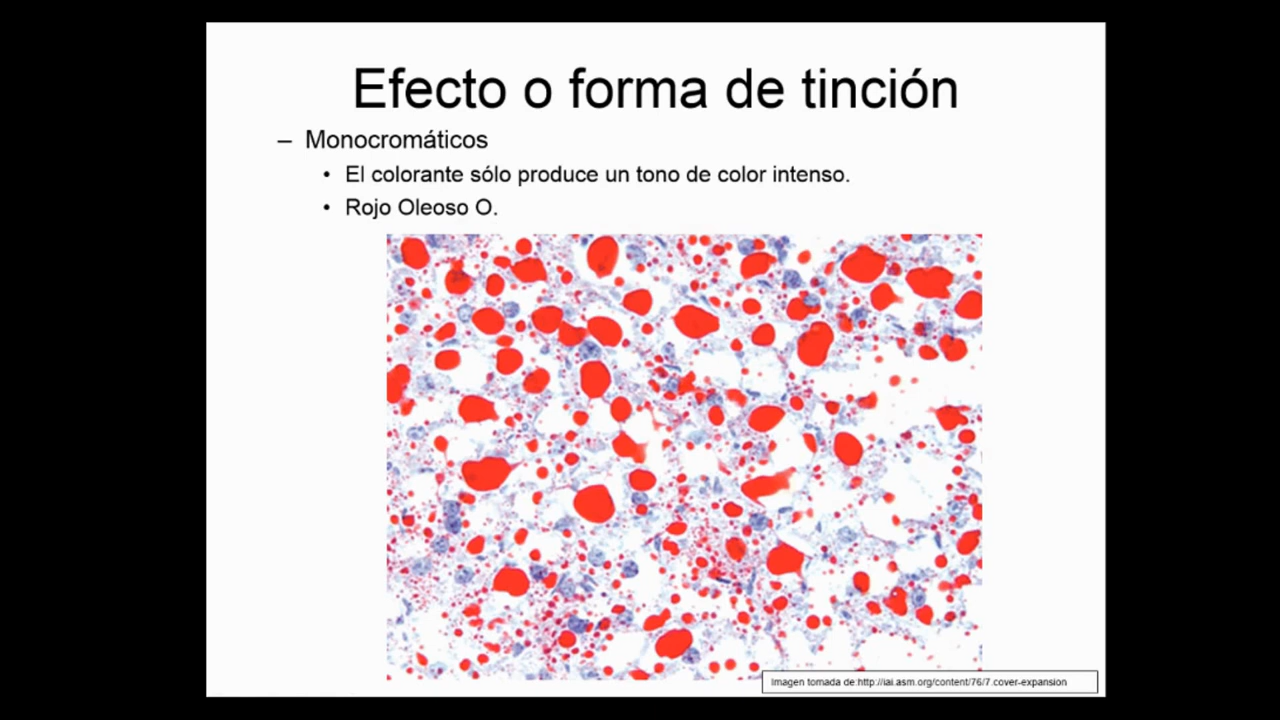 Efecto o forma de tinción
– Monocromáticos
• El colorante sólo produce un tono de color intenso.
• Rojo Oleoso O.
Imagen tomada de:http://iai.asm.org/content/76/7.cover-expansion